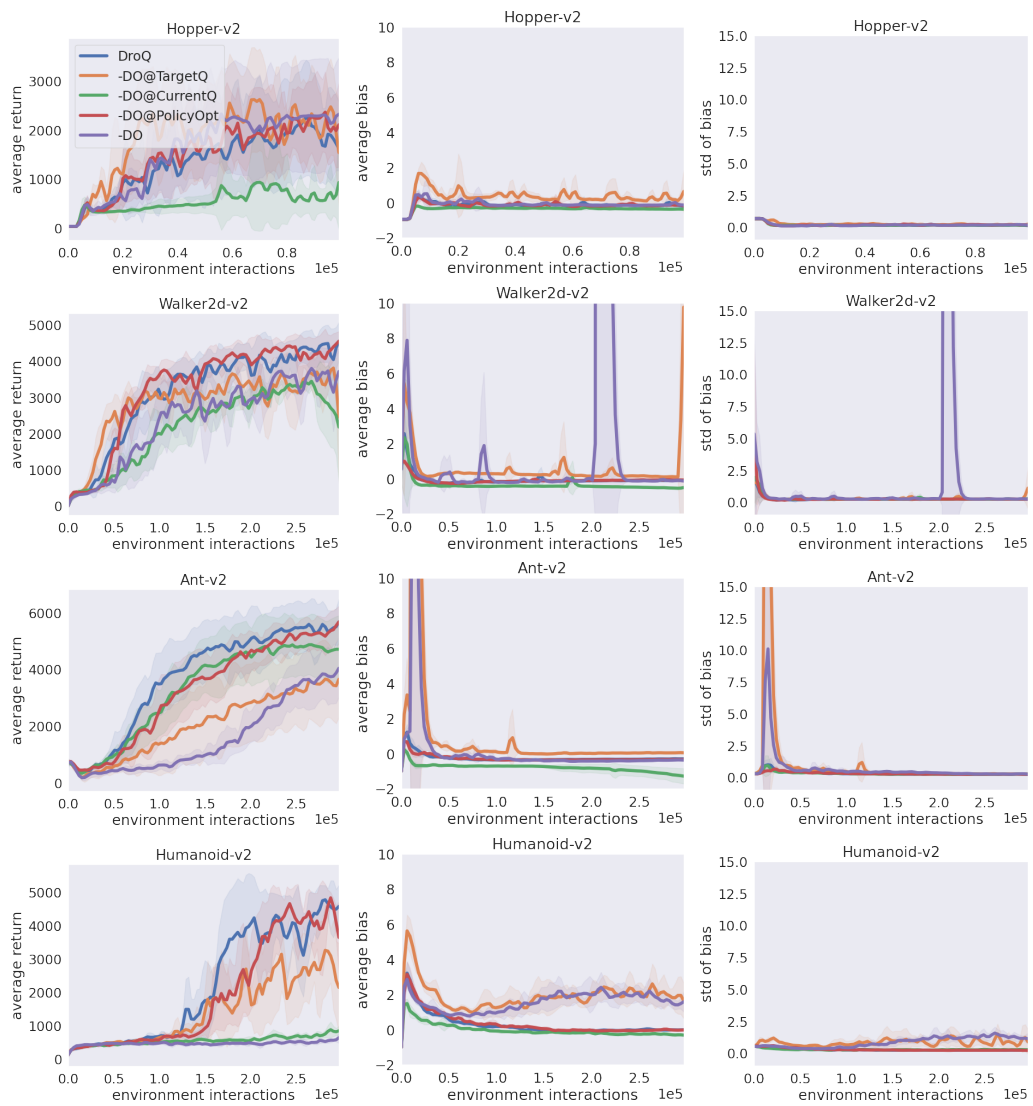 Hopper-v2
average return
3000
2000
1000
0
DroQ
-DO@TargetQ
-DO@CurrentQ
-DO@PolicyOpt
-DO
0.0 0.2 0.4 0.6 0.8
environment interactions 1e5
Hopper-v2
average bias
10
8
6
4
2
0
−2
0.2 0.4 0.6 0.8
environment interactions 1e5
Hopper-v2
std of bias
15.0
12.5
10.0
7.5
5.0
2.5
0.0
0.0 0.2 0.4 0.6 0.8
environment interactions 1e5
Walker2d-v2
average return
5000
4000
3000
2000
1000
0
0.0 0.5 1.0 1.5 2.0 2.5
environment interactions 1e5
Walker2d-v2
average bias
10
8
6
4
2
0
−2
0.5 1.0 1.5 2.0 2.5
environment interactions 1e5
Walker2d-v2
std of bias
15.0
12.5
10.0
7.5
5.0
2.5
0.0
0.0 0.5 1.0 1.5 2.0 2.5
environment interactions 1e5
Ant-v2
average return
6000
4000
2000
0
0.0 0.5 1.0 1.5 2.0 2.5
environment interactions 1e5
Ant-v2
average bias
10
8
6
4
2
0
−2
0.5 1.0 1.5 2.0 2.5
environment interactions 1e5
Ant-v2
std of bias
15.0
12.5
10.0
7.5
5.0
2.5
0.0
0.0 0.5 1.0 1.5 2.0 2.5
environment interactions 1e5
Humanoid-v2
average return
5000
4000
3000
2000
1000
0
0.0 0.5 1.0 1.5 2.0 2.5
environment interactions 1e5
Humanoid-v2
average bias
10
8
6
4
2
0
−2
0.5 1.0 1.5 2.0 2.5
environment interactions 1e5
Humanoid-v2
std of bias
15.0
12.5
10.0
7.5
5.0
2.5
0.0
0.0 0.5 1.0 1.5 2.0 2.5
environment interactions 1e5